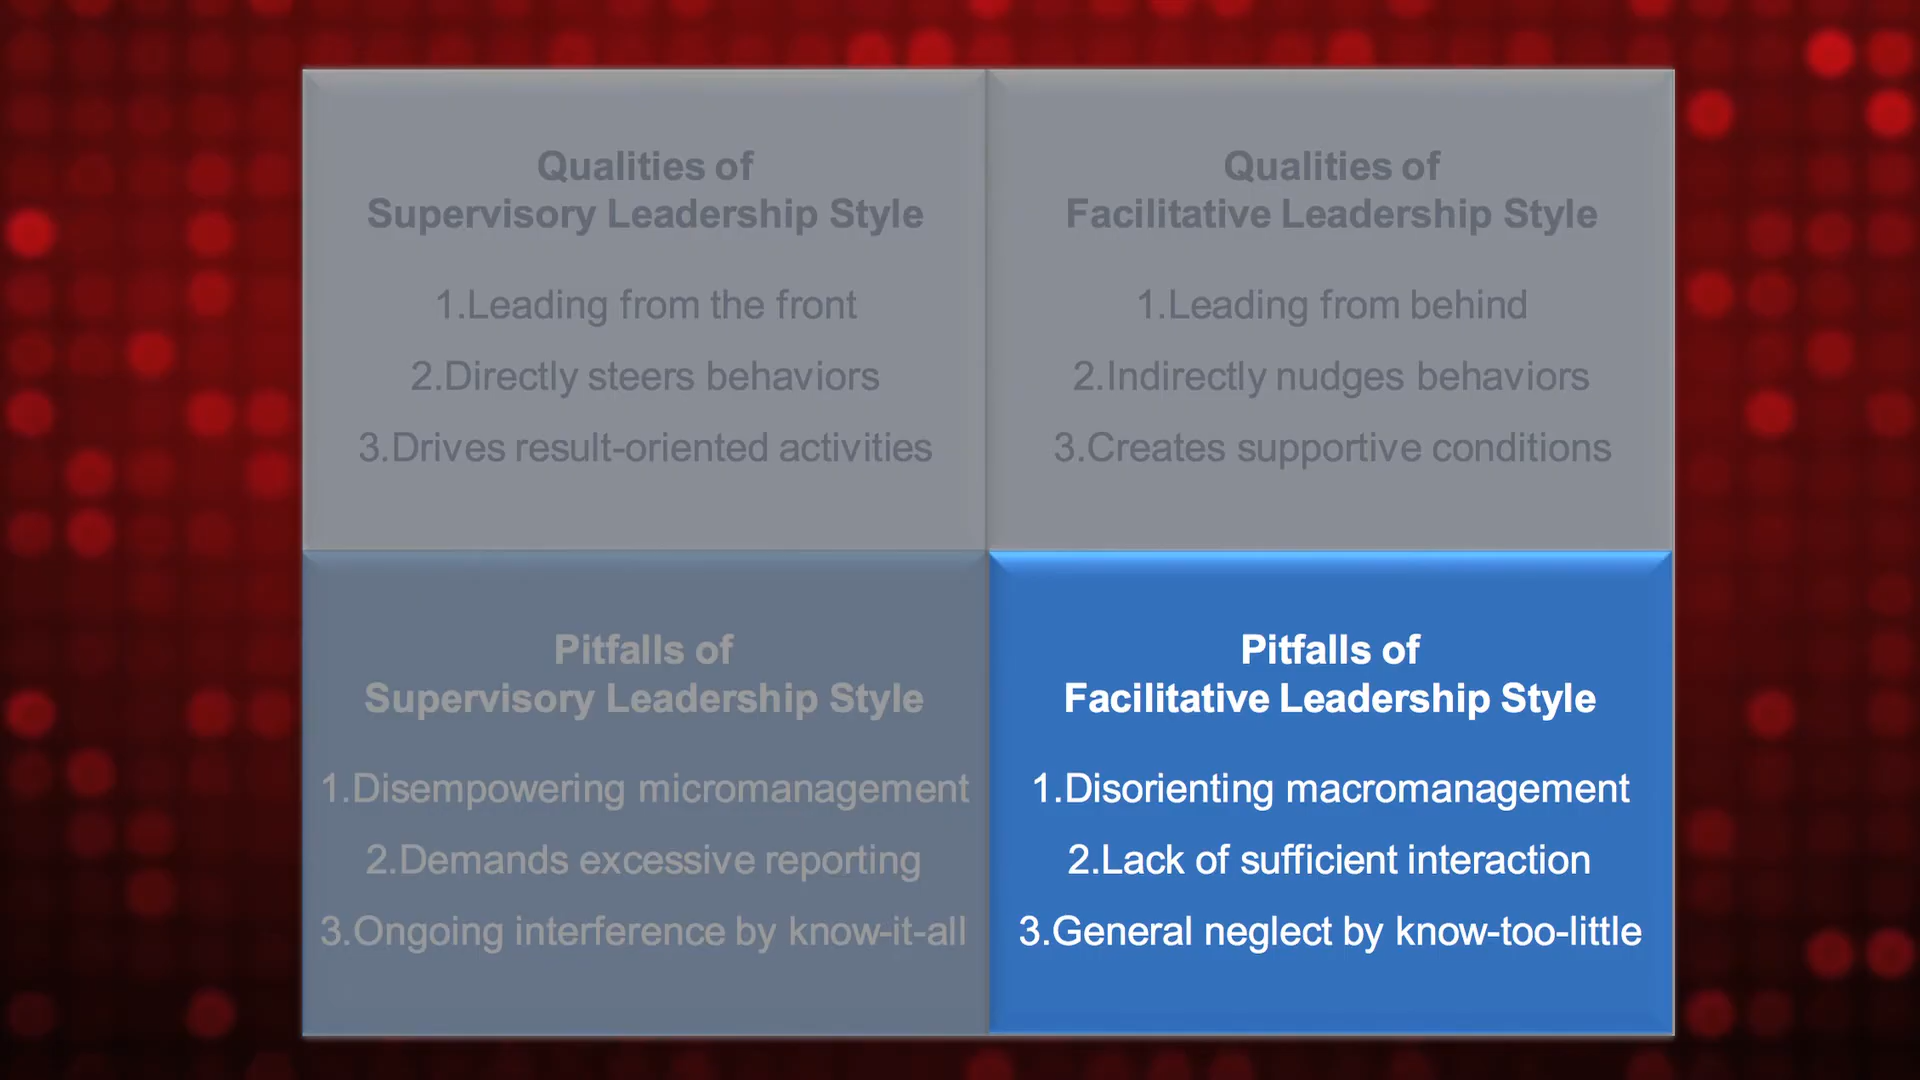 Qualities of
Supervisory Leadership Style
1.Leading from the front
2.Directly steers behaviors
3.Drives result-oriented activities
Qualities of
Facilitative Leadership Style
1.Leading from behind
2.Indirectly nudges behaviors
3.Creates supportive conditions
Pitfalls of
Supervisory Leadership Style
1.Disempowering micromanagement
2.Demands excessive reporting
3.Ongoing interference by know-it-all
Pitfalls of
Facilitative Leadership Style
1.Disorienting macromanagement
2.Lack of sufficient interaction
3.General neglect by know-too-little